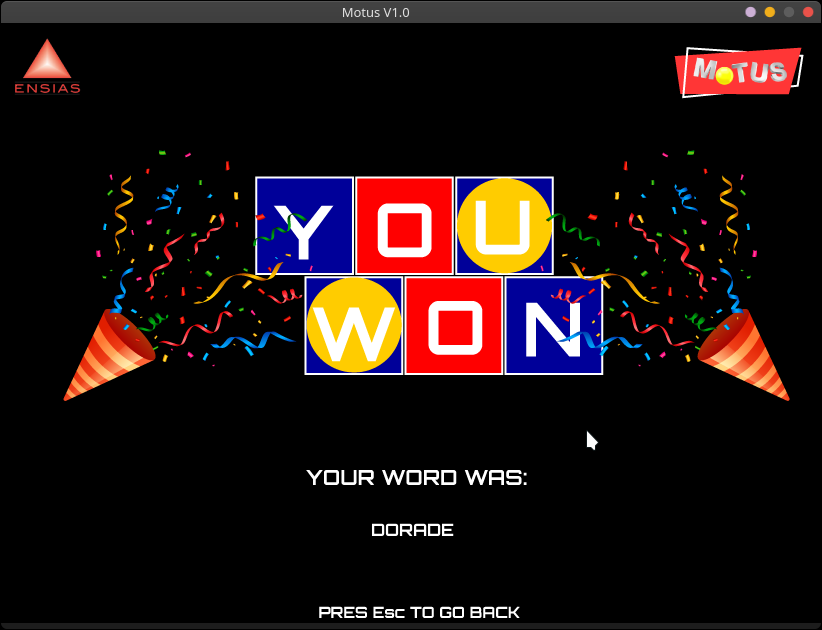 Motus V1.0
ENSIAS
MOTUS
YOU
WON
YOUR WORD WAS:
DORADE
PRES Esc TO GO BACK